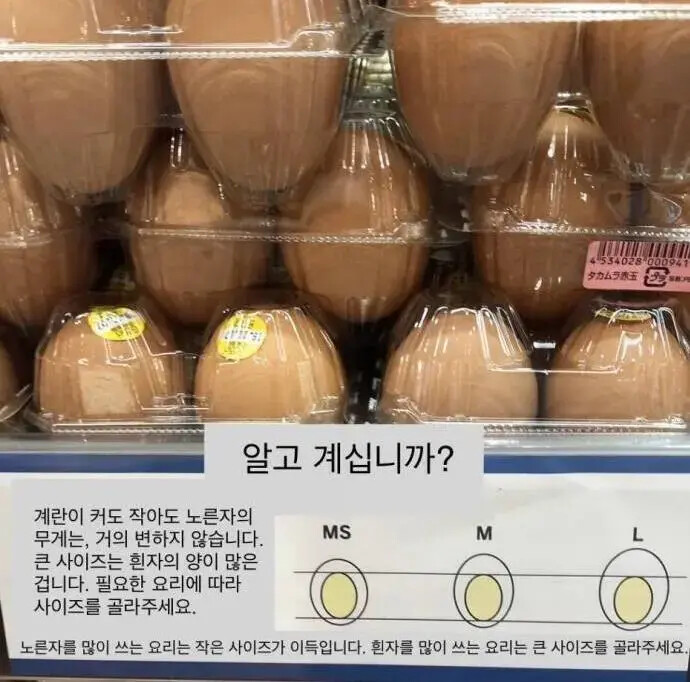 4"534028"000941
タカムラ赤玉
プラ
알고 계십니까?
계란이 커도 작아도 노른자의
무게는, 거의 변하지 않습니다.
큰 사이즈는 흰자의 양이 많은
겁니다. 필요한 요리에 따라
사이즈를 골라주세요.
MS
M
L
노른자를 많이 쓰는 요리는 작은 사이즈가 이득입니다. 흰자를 많이 쓰는 요리는 큰 사이즈를 골라주세요.